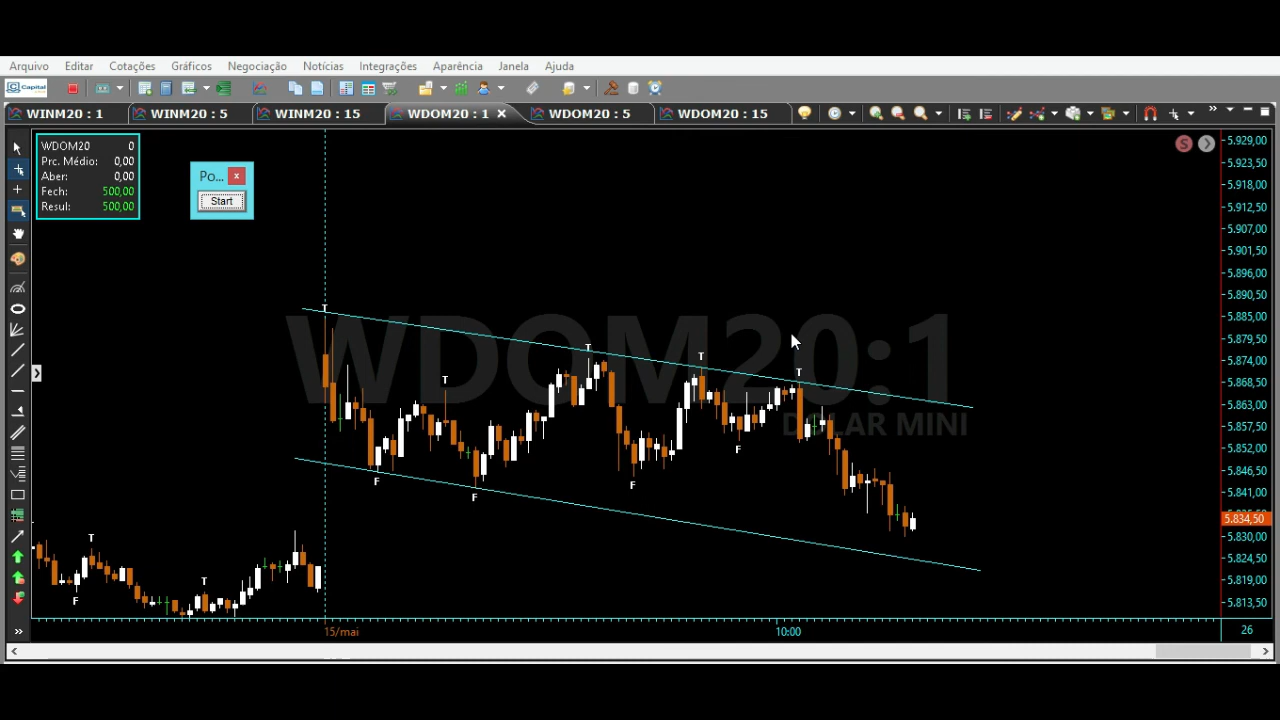 Arquivo Editar Cotações Gráficos Negociação Notícias Integrações Aparência Janela Ajuda
Capital
WINM20 : 1 WINM20 : 5 WINM20 : 15 WDOM20 : 1 WDOM20 : 5 WDOM20 : 15
WDOM20 0
Prc. Médio: 0,00
Aber: 0,00
Fech: 500,00
Resul: 500,00
Po... x
Start
S
WDOM20:1
DOLAR MINI
T
T
T
T
T
T
T
F
F
F
F
F
5.929,00
5.923,50
5.918,00
5.912,50
5.907,00
5.901,50
5.896,00
5.890,50
5.885,00
5.879,50
5.874,00
5.868,50
5.863,00
5.857,50
5.852,00
5.846,50
5.841,00
5.834,50
5.830,00
5.824,50
5.819,00
5.813,50
15/mai 10:00 26